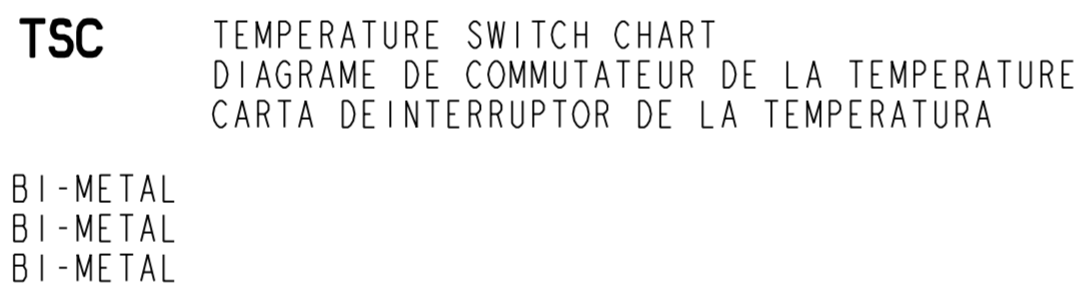 TSC TEMPERATURE SWITCH CHART
DIAGRAME DE COMMUTATEUR DE LA TEMPERATURE
CARTA DEINTERRUPTOR DE LA TEMPERATURA
BI-METAL
BI-METAL
BI-METAL